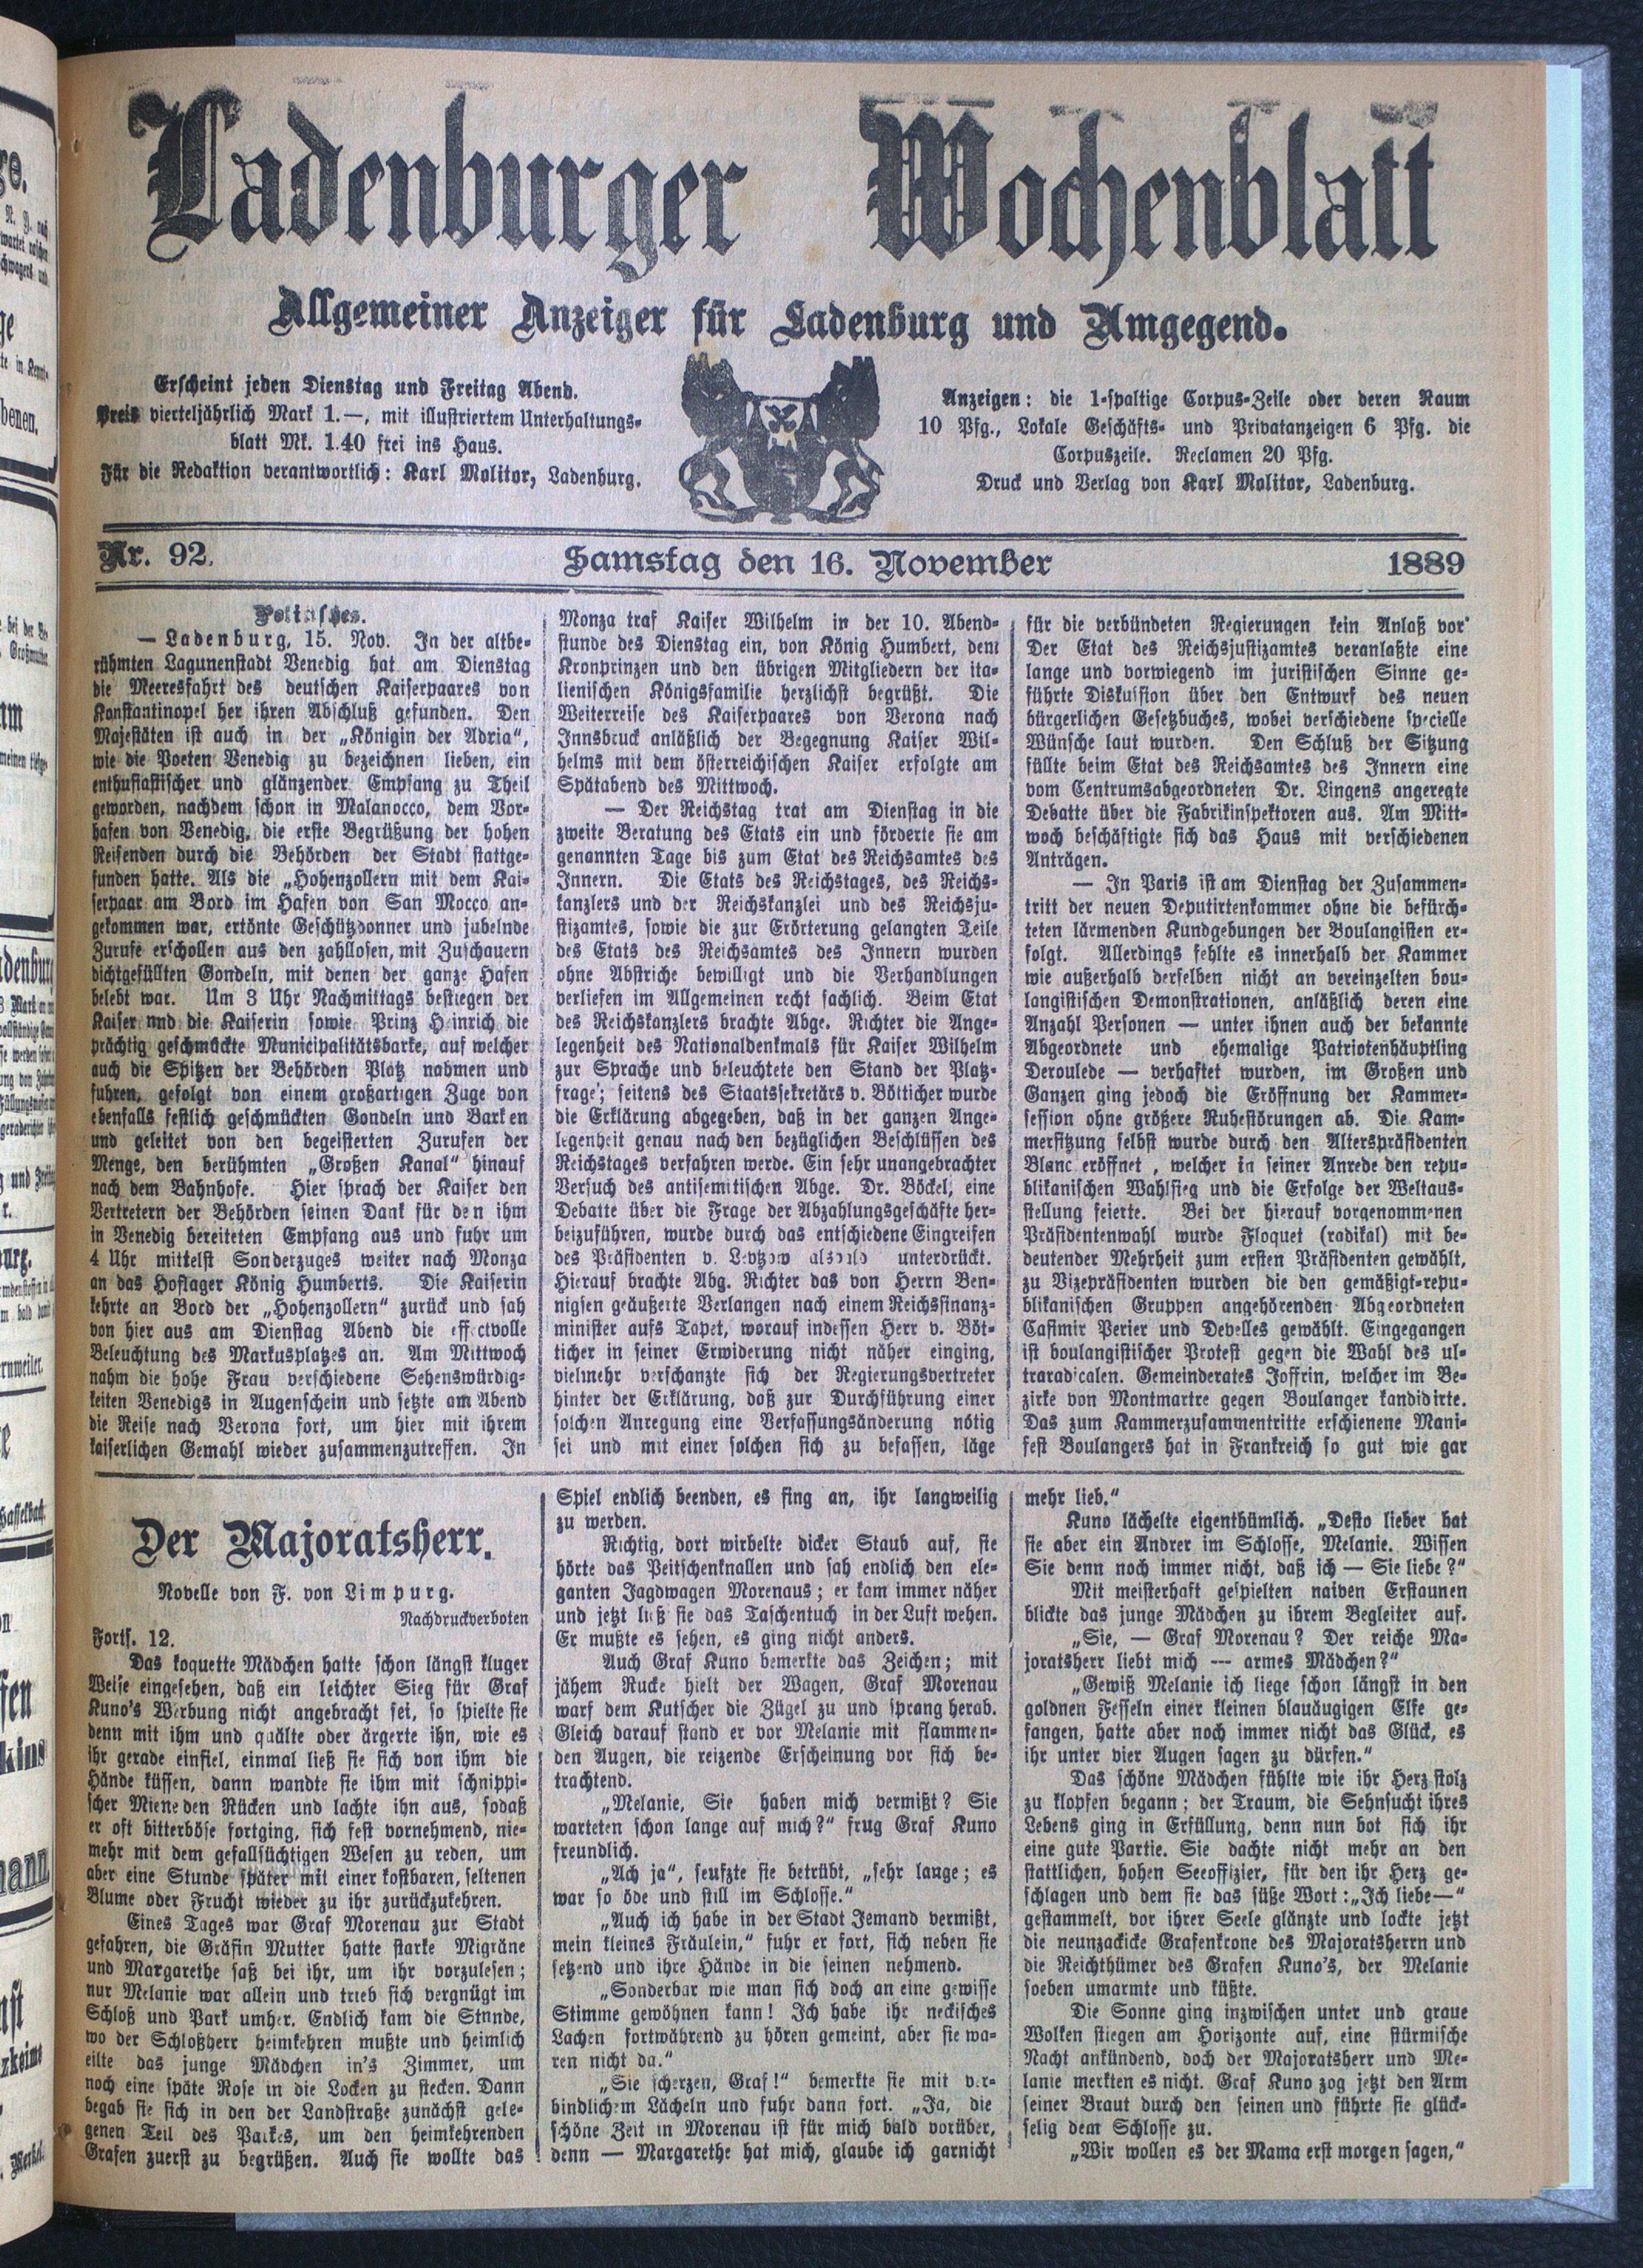 Ladenburger Wochenblatt
Allgemeiner Anzeiger für Ladenburg und Umgegend.
Erscheint jeden Dienstag und Freitag Abend.
Preis vierteljährlich Mark 1.—, mit illustriertem Unterhaltungs-
blatt Mk. 1.40 frei ins Haus.
Für die Redaktion verantwortlich: Karl Molitor, Ladenburg.
Anzeigen: die 1-spaltige Corpus-Zeile oder deren Raum
10 Pfg., Lokale Geschäfts- und Privatanzeigen 6 Pfg. die
Corpuszeile. Reclamen 20 Pfg.
Druck und Verlag von Karl Molitor, Ladenburg.
Nr. 92. Samstag den 16. November 1889
Politisches.
— Ladenburg, 15. Nov. In der altbe-
rühmten Lagunenstadt Venedig hat am Dienstag
die Meeresfahrt des deutschen Kaiserpaares von
Konstantinopel her ihren Abschluß gefunden. Den
Majestäten ist auch in der „Königin der Adria“,
wie die Poeten Venedig zu bezeichnen lieben, ein
enthusiastischer und glänzender Empfang zu Theil
geworden, nachdem schon in Malanocco, dem Vor-
hafen von Venedig, die erste Begrüßung der hohen
Reisenden durch die Behörden der Stadt stattge-
funden hatte. Als die „Hohenzollern mit dem Kai-
serpaar am Bord im Hafen von San Mocco an-
gekommen war, ertönte Geschützdonner und jubelnde
Zurufe erschollen aus den zahllosen, mit Zuschauern
dichtgefüllten Gondeln, mit denen der ganze Hafen
belebt war. Um 3 Uhr Nachmittags bestiegen der
Kaiser nnd die Kaiserin sowie Prinz H inrich die
prächtig geschmückte Municipalitätsbarke, auf welcher
auch die Spitzen der Behörden Platz nahmen und
fuhren, gefolgt von einem großartigen Zuge von
ebenfalls festlich geschmückten Gondeln und Barken
und geleitet von den begeisterten Zurufen der
Menge, den berühmten „Großen Kanal“ hinauf
nach dem Bahnhofe. Hier sprach der Kaiser den
Vertretern der Behörden seinen Dank für den ihm
in Venedig bereiteten Empfang aus und fuhr um
4 Uhr mittelst Sonderzuges weiter nach Monza
an das Hoflager König Humberts. Die Kaiserin
kehrte an Bord der „Hohenzollern“ zurück und sah
von hier aus am Dienstag Abend die eff ctvolle
Beleuchtung des Markusplatzes an. Am Mittwoch
nahm die hohe Frau verschiedene Sehenswürdig-
keiten Venedigs in Augenschein und setzte am Abend
die Reise nach Verona fort, um hier mit ihrem
kaiserlichen Gemahl wieder zusammenzutreffen. In
Monza traf Kaiser Wilhelm in der 10. Abend-
stunde des Dienstag ein, von König Humbert, dem
Kronprinzen und den übrigen Mitgliedern der ita-
lienischen Königsfamilie herzlichst begrüßt. Die
Weiterreise des Kaiserpaares von Verona nach
Innsbruck anläßlich der Begegnung Kaiser Wil-
helms mit dem österreichischen Kaiser erfolgte am
Spätabend des Mittwoch.
— Der Reichstag trat am Dienstag in die
zweite Beratung des Etats ein und förderte sie am
genannten Tage bis zum Etat des Reichsamtes des
Innern. Die Etats des Reichstages, des Reichs-
kanzlers und der Reichskanzlei und des Reichsju-
stizamtes, sowie die zur Erörterung gelangten Teile
des Etats des Reichsamtes des Innern wurden
ohne Abstriche bewilligt und die Verhandlungen
verliefen im Allgemeinen recht sachlich. Beim Etat
des Reichskanzlers brachte Abge. Richter die Ange-
legenheit des Nationaldenkmals für Kaiser Wilhelm
zur Sprache und beleuchtete den Stand der Platz-
frage; seitens des Staatssekretärs v. Bötticher wurde
die Erklärung abgegeben, daß in der ganzen Ange-
legenheit genau nach den bezüglichen Beschlüssen des
Reichstages verfahren werde. Ein sehr unangebrachter
Versuch des antisemitischen Abge. Dr. Böckel, eine
Debatte über die Frage der Abzahlungsgeschäfte her-
beizuführen, wurde durch das entschiedene Eingreifen
des Präsidenten v. Levtzow alsbald unterdrückt.
Hierauf brachte Abg. Richter das von Herrn Ben-
nigsen geäußerte Verlangen nach einem Reichsfinanz-
minister aufs Tapet, worauf indessen Herr v. Böt-
ticher in seiner Erwiderung nicht näher einging,
vielmehr verschanzte sich der Regierungsvertreter
hinter der Erklärung, daß zur Durchführung einer
solchen Anregung eine Verfassungsänderung nötig
sei und mit einer solchen sich zu befassen, läge
für die verbündeten Regierungen kein Anlaß vor
Der Etat des Reichsjustizamtes veranlaßte eine
lange und vorwiegend im juristischen Sinne ge-
führte Diskuision über den Entwurf des neuen
bürgerlichen Gesetzbuches, wobei verschiedene specielle
Wünsche laut wurden. Den Schluß der Sitzung
füllte beim Etat des Reichsamtes des Innern eine
vom Centrumsabgeordneten Dr. Lingens angeregte
Debatte über die Fabrikinspektoren aus. Am Mitt-
woch beschäftigte sich das Haus mit verschiedenen
Anträgen.
— In Paris ist am Dienstag der Zusammen-
tritt der neuen Deputirtenkammer ohne die befürch-
teten lärmenden Kundgebungen der Boulangisten er-
folgt. Allerdings fehlte es innerhalb der Kammer
wie außerhalb derselben nicht an vereinzelten bou-
langistischen Demonstrationen, anläßlich deren eine
Anzahl Personen — unter ihnen auch der bekannte
Abgeordnete und ehemalige Patriotenhäuptling
Deroulede — verhaftet wurden, im Großen und
Ganzen ging jedoch die Eröffnung der Kammer-
session ohne größere Ruhestörungen ab. Die Kam-
mersitzung selbst wurde durch den Alterspräsidenten
Blanc eröffnet, welcher in seiner Anrede den repu-
blikanischen Wahlsieg und die Erfolge der Weltaus-
stellung feierte. Bei der hierauf vorgenommenen
Präsidentenwahl wurde Floquet (radikal) mit be-
deutender Mehrheit zum ersten Präsidenten gewählt,
zu Vizepräsidenten wurden die den gemäßigt-repu-
blikanischen Gruppen angehörenden Abgeordneten
Casimir Perier und Develles gewählt. Eingegangen
ist boulangistischer Protest gegen die Wahl des ul-
traradicalen. Gemeinderates Joffrin, welcher im Be-
zirke von Montmartre gegen Boulanger kandidirte.
Das zum Kammerzusammentritte erschienene Mani-
fest Boulangers hat in Frankreich so gut wie gar
Der Majoratsherr.
Novelle von F. von Limpurg.
Nachdruckverboten
Forts. 12.
Das koquette Mädchen hatte schon längst kluger
Weise eingesehen, daß ein leichter Sieg für Graf
Kuno's Werbung nicht angebracht sei, so spielte sie
denn mit ihm und quälte oder ärgerte ihn, wie es
ihr gerade einfiel, einmal ließ sie sich von ihm die
Hände küssen, dann wandte sie ihm mit schnippi-
scher Miene den Rücken und lachte ihn aus, sodaß
er oft bitterböse fortging, sich fest vornehmend, nie-
mehr mit dem gefallsüchtigen Wesen zu reden, um
aber eine Stunde später mit einer kostbaren, seltenen
Blume oder Frucht wieder zu ihr zurückzukehren.
Eines Tages war Graf Morenau zur Stadt
gefahren, die Gräfin Mutter hatte starke Migräne
und Margarethe saß bei ihr, um ihr vorzulesen;
nur Melanie war allein und trieb sich vergnügt im
Schloß und Park umher. Endlich kam die Stnnde,
wo der Schloßherr heimkehren mußte und heimlich
eilte das junge Mädchen in's Zimmer, um
noch eine späte Rose in die Locken zu stecken. Dann
begab sie sich in den der Landstraße zunächst gele-
genen Teil des Parkes, um den heimkehrenden
Grafen zuerst zu begrüßen. Auch sie wollte das
Spiel endlich beenden, es fing an, ihr langweilig
zu werden.
Richtig, dort wirbelte dicker Staub auf, sie
hörte das Peitschenknallen und sah endlich den ele-
ganten Jagdwagen Morenaus; er kam immer näher
und jetzt ließ sie das Taschentuch in der Luft wehen.
Er mußte es sehen, es ging nicht anders.
Auch Graf Kuno bemerkte das Zeichen; mit
jähem Rucke hielt der Wagen, Graf Morenau
warf dem Kutscher die Zügel zu und sprang herab.
Gleich darauf stand er vor Melanie mit flammen-
den Augen, die reizende Erscheinung vor sich be-
trachtend.
„Melanie, Sie haben mich vermißt? Sie
warteten schon lange auf mich?“ frug Graf Kuno
freundlich.
„Ach ja“, seufzte sie betrübt, „sehr lange; es
war so öde und still im Schlosse.“
„Auch ich habe in der Stadt Jemand vermißt,
mein kleines Fräulein,“ fuhr er fort, sich neben sie
setzend und ihre Hände in die seinen nehmend.
„Sonderbar wie man sich doch an eine gewisse
Stimme gewöhnen kann! Ich habe ihr neckisches
Lachen fortwährend zu hören gemeint, aber sie wa-
ren nicht da.“
„Sie scherzen, Graf!“ bemerkte sie mit ver-
bindlichem Lächeln und fuhr dann fort. „Ja, die
schöne Zeit in Morenau ist für mich bald vorüber,
denn — Margarethe hat mich, glaube ich garnicht
mehr lieb.“
Kuno lächelte eigenthümlich. „Desto lieber hat
sie aber ein Andrer im Schlosse, Melanie. Wissen
Sie denn noch immer nicht, daß ich — Sie liebe?“
Mit meisterhaft gespielten naiven Erstaunen
blickte das junge Mädchen zu ihrem Begleiter auf.
„Sie, — Graf Morenau? Der reiche Ma-
joratsherr liebt mich --- armes Mädchen?“
„Gewiß Melanie ich liege schon längst in den
goldnen Fesseln einer kleinen blauäugigen Elfe ge-
fangen, hatte aber noch immer nicht das Glück, es
ihr unter vier Augen sagen zu dürfen.“
Das schöne Mädchen fühlte wie ihr Herz stolz
zu klopfen begann; der Traum, die Sehnsucht ihres
Lebens ging in Erfüllung, denn nun bot sich ihr
eine gute Partie. Sie dachte nicht mehr an den
stattlichen, hohen Seeoffizier, für den ihr Herz ge-
schlagen und dem sie das süße Wort: „Ich liebe—“
gestammelt, vor ihrer Seele glänzte und lockte jetzt
die neunzackicke Grafenkrone des Majoratsherrn und
die Reichthümer des Grafen Kuno's, der Melanie
soeben umarmte und küßte.
Die Sonne ging inzwischen unter und graue
Wolken stiegen am Horizonte auf, eine stürmische
Nacht ankündend, doch der Majoratsherr und Me-
lanie merkten es nicht. Graf Kuno zog jetzt den Arm
seiner Braut durch den seinen und führte sie glück-
selig dem Schlosse zu.
„Wir wollen es der Mama erst morgen sagen,“